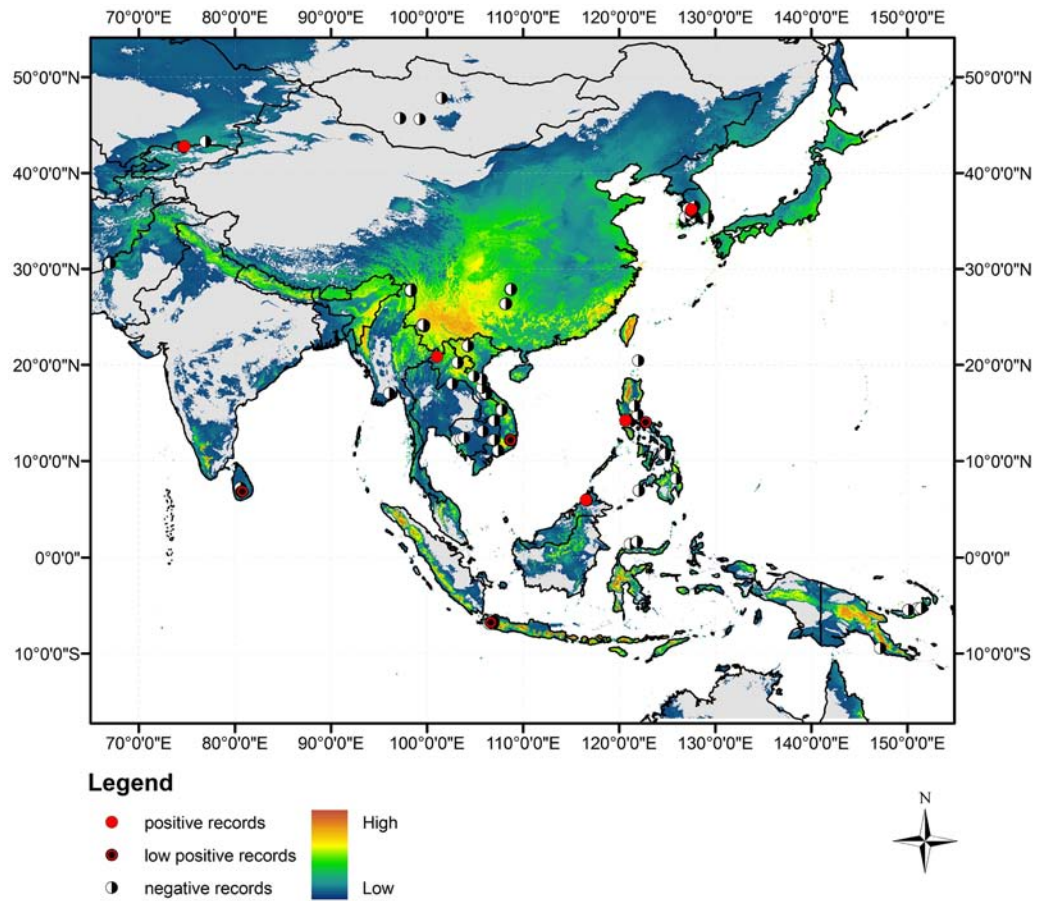 70°0'0"E 80°0'0"E 90°0'0"E 100°0'0"E 110°0'0"E 120°0'0"E 130°0'0"E 140°0'0"E 150°0'0"E
50°0'0"N 50°0'0"N
40°0'0"N 40°0'0"N
30°0'0"N 30°0'0"N
20°0'0"N 20°0'0"N
10°0'0"N 10°0'0"N
0°0'0" 0°0'0"
10°0'0"S 10°0'0"S
70°0'0"E 80°0'0"E 90°0'0"E 100°0'0"E 110°0'0"E 120°0'0"E 130°0'0"E 140°0'0"E 150°0'0"E
Legend
positive records High
low positive records
negative records Low
N